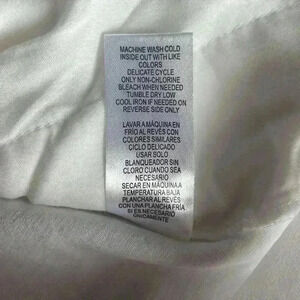 MACHINE WASH COLD
INSIDE OUT WITH LIKE
COLORS
DELICATE CYCLE
ONLY NON-CHLORINE
BLEACH WHEN NEEDED
TUMBLE DRY LOW
COOL IRON IF NEEDED ON
REVERSE SIDE ONLY
LAVAR A MÁQUINA EN
FRÍO AL REVÉS CON
COLORES SIMILARES
CICLO DELICADO
USAR SOLO
BLANQUEADOR SIN
CLORO CUANDO SEA
NECESARIO
SECAR EN MÁQUINA A
TEMPERATURA BAJA
PLANCHAR AL REVÉS
CON UNA PLANCHA FRÍA
SI ES NECESARIO
ÚNICAMENTE